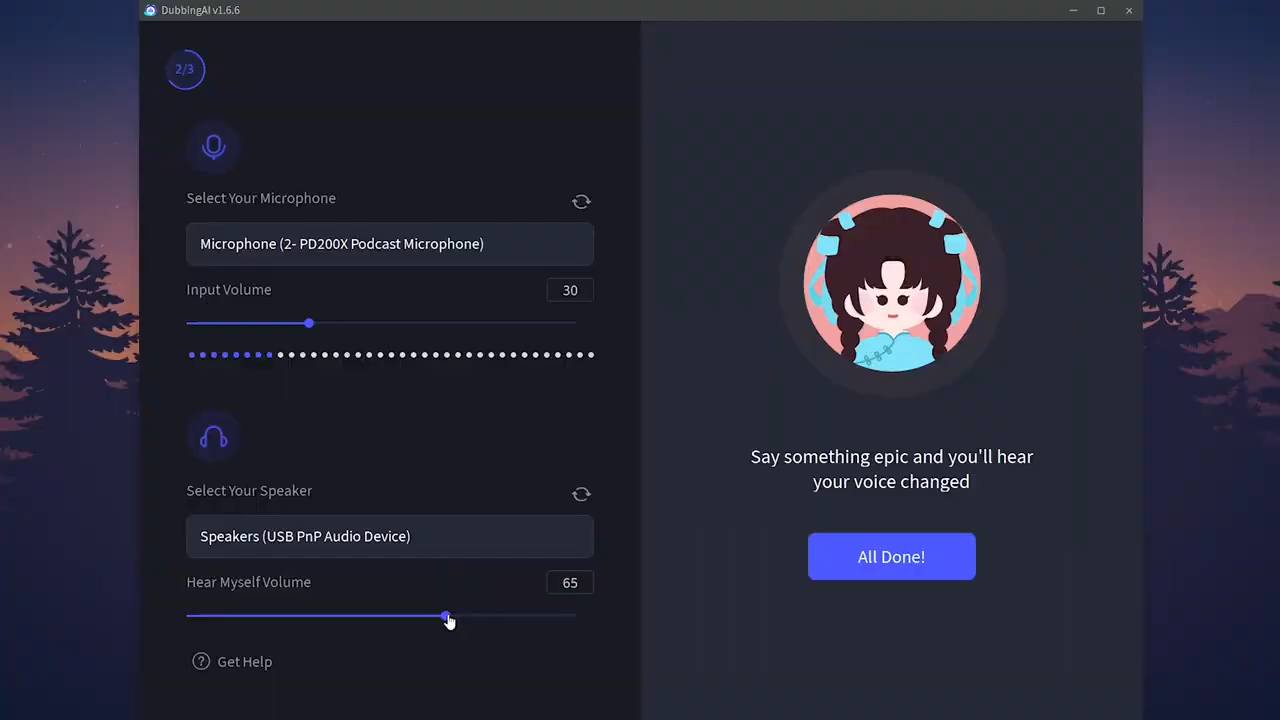 DubbingAI v1.6.6
2/3
Select Your Microphone
Microphone (2- PD200X Podcast Microphone)
Input Volume
30
Select Your Speaker
Speakers (USB PnP Audio Device)
Hear Myself Volume
65
? Get Help
Say something epic and you'll hear
your voice changed
All Done!